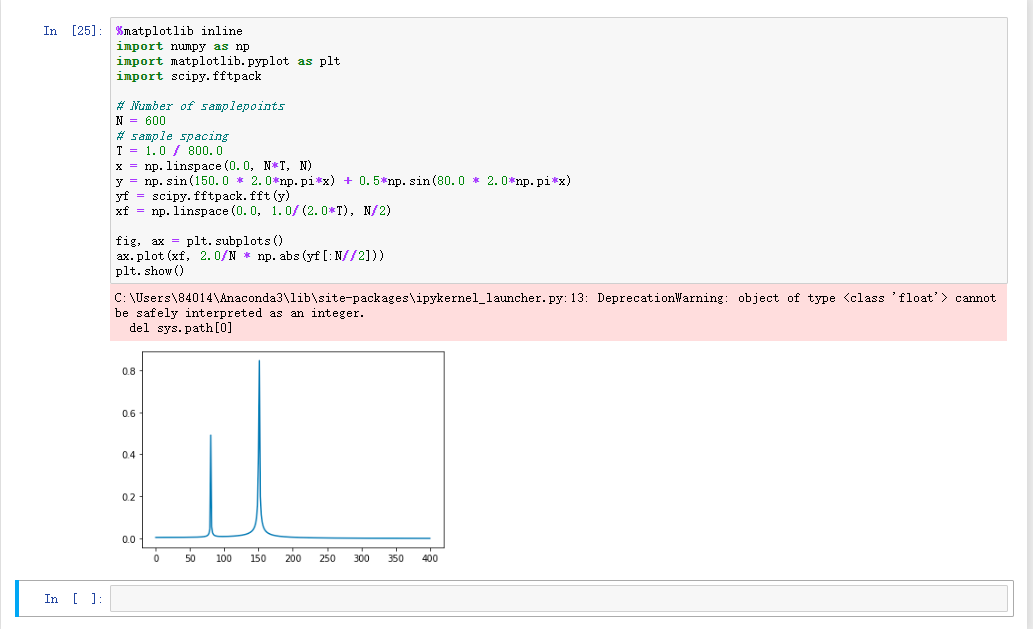 In [25]:
%matplotlib inline
import numpy as np
import matplotlib.pyplot as plt
import scipy.fftpack
# Number of samplepoints
N = 600
# sample spacing
T = 1.0 / 800.0
x = np.linspace(0.0, N*T, N)
y = np.sin(150.0 * 2.0*np.pi*x) + 0.5*np.sin(80.0 * 2.0*np.pi*x)
yf = scipy.fftpack.fft(y)
xf = np.linspace(0.0, 1.0/(2.0*T), N/2)
fig, ax = plt.subplots()
ax.plot(xf, 2.0/N * np.abs(yf[:N//2]))
plt.show()
C:\Users\84014\Anaconda3\lib\site-packages\ipykernel_launcher.py:13: DeprecationWarning: object of type <class 'float'> cannot
be safely interpreted as an integer.
  del sys.path[0]
0.8
0.6
0.4
0.2
0.0
0 50 100 150 200 250 300 350 400
In [ ]: